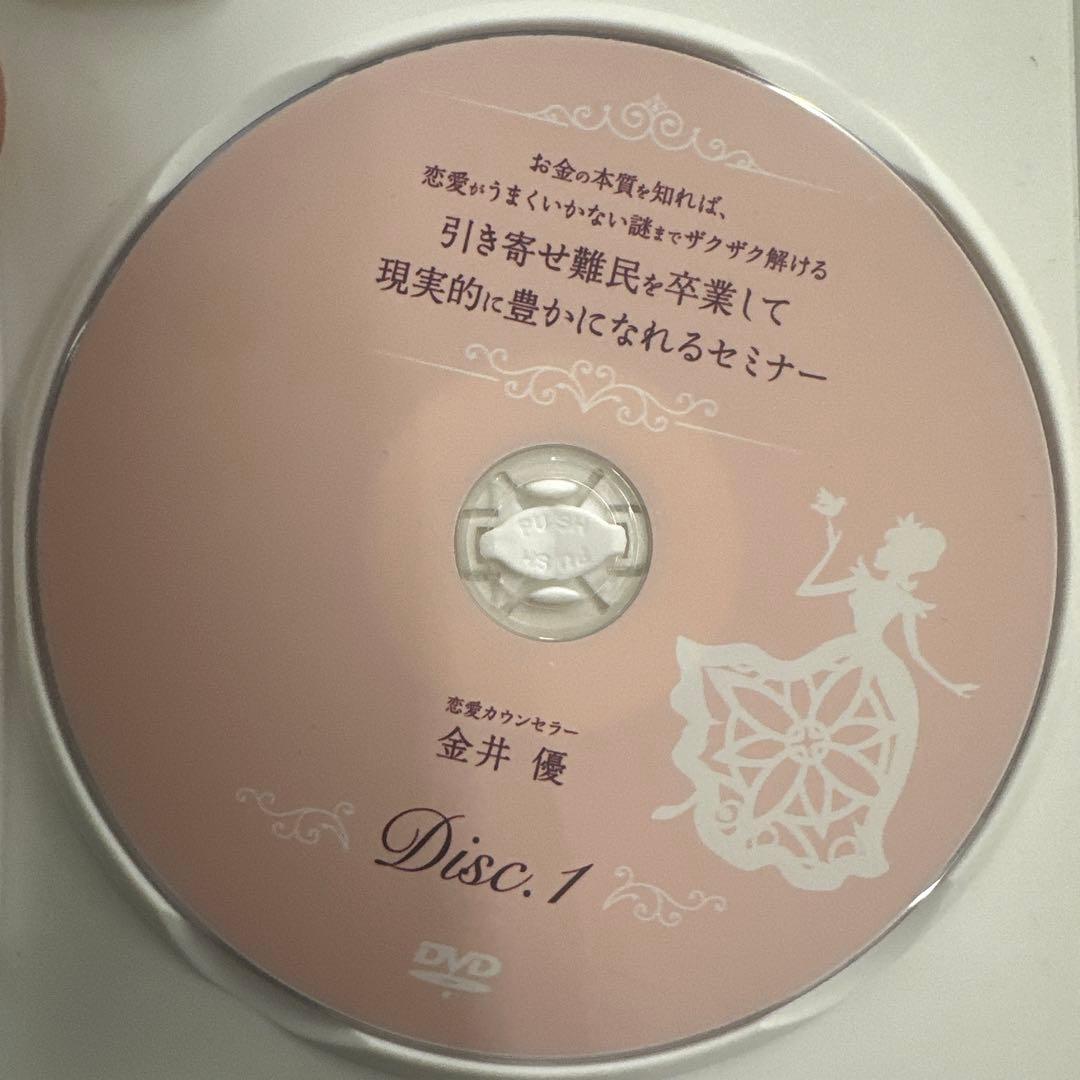 お金の本質を知れば、
恋愛がうまくいかない謎までザクザク解ける
引き寄せ難民を卒業して
現実的に豊かになれるセミナー
PUSH
PUSH
恋愛カウンセラー
金井 優
Disc.1
DVD